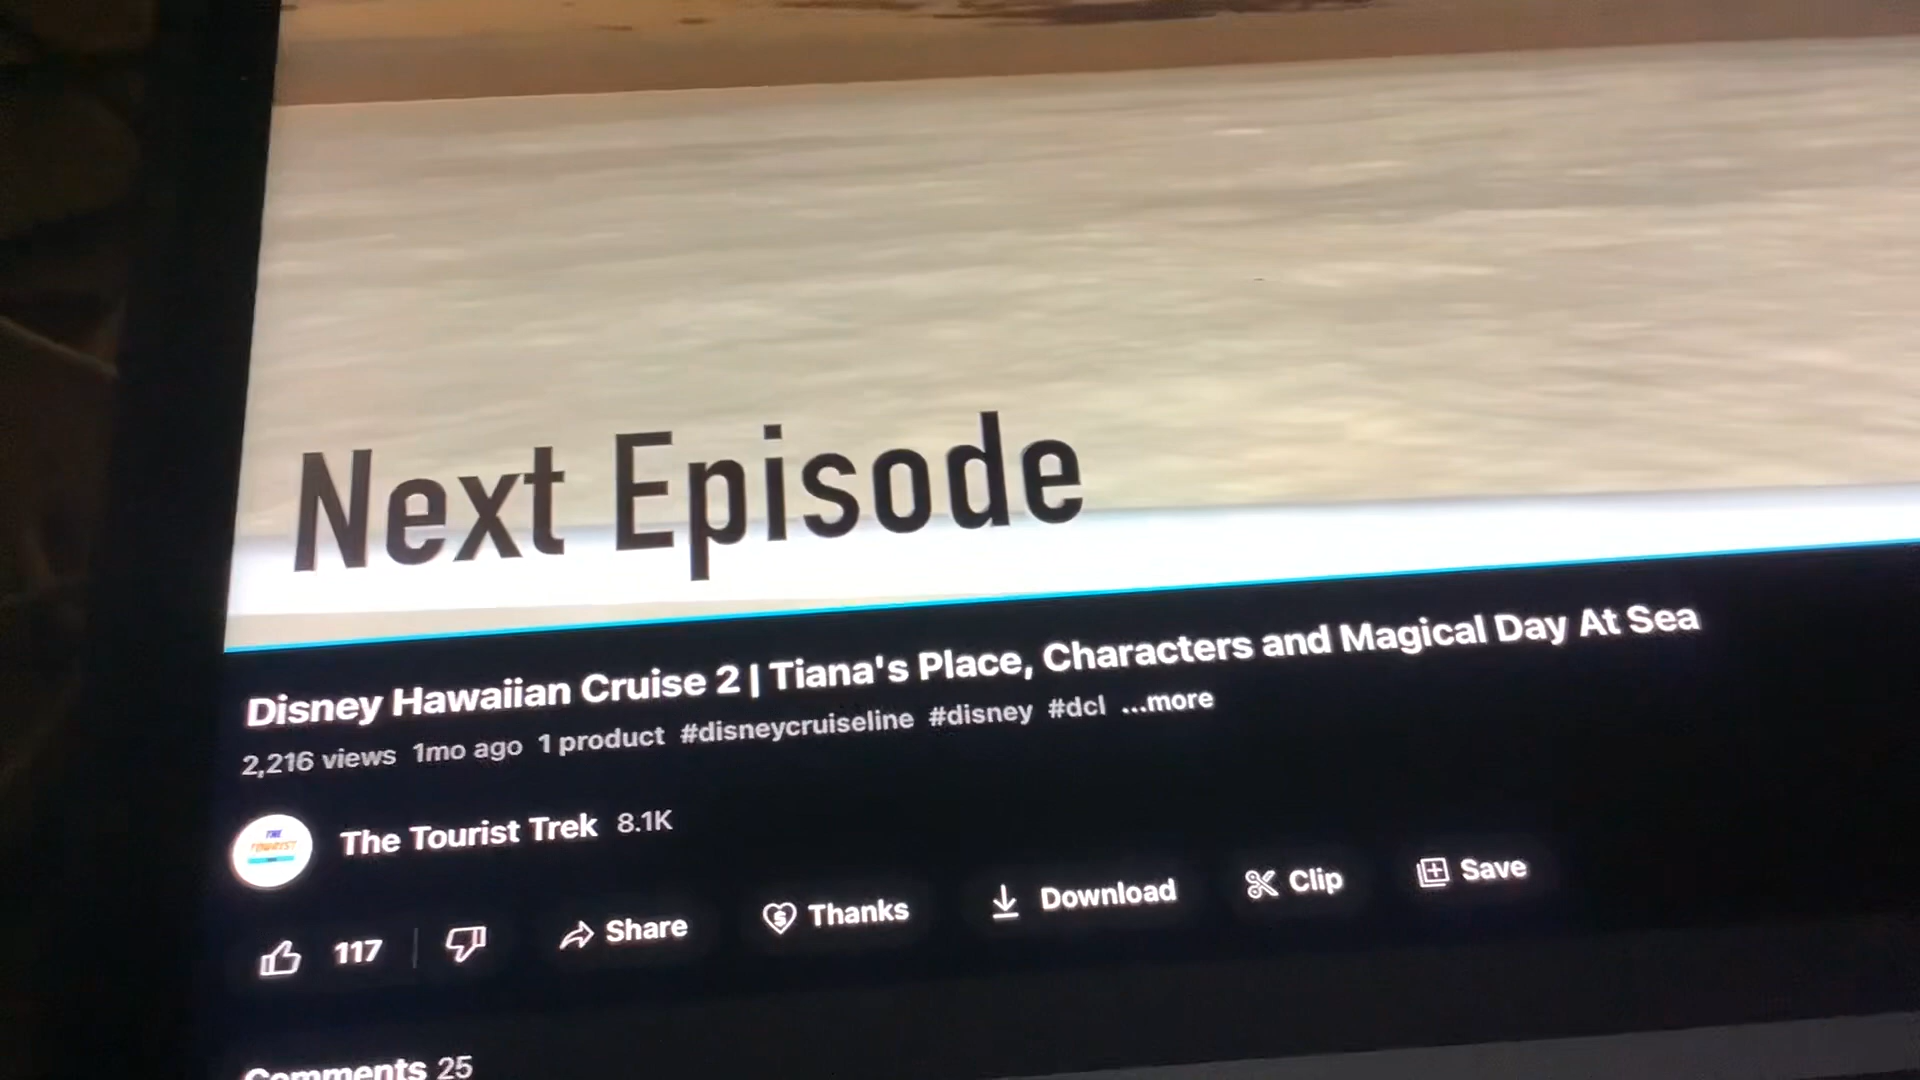 Next Episode
Disney Hawaiian Cruise 2 | Tiana's Place, Characters and Magical Day At Sea
2,216 views 1mo ago 1 product #disneycruiseline #disney #dcl ...more
THE
TOURIST
The Tourist Trek 8.1K
117 Share Thanks Download Clip Save
Comments 25